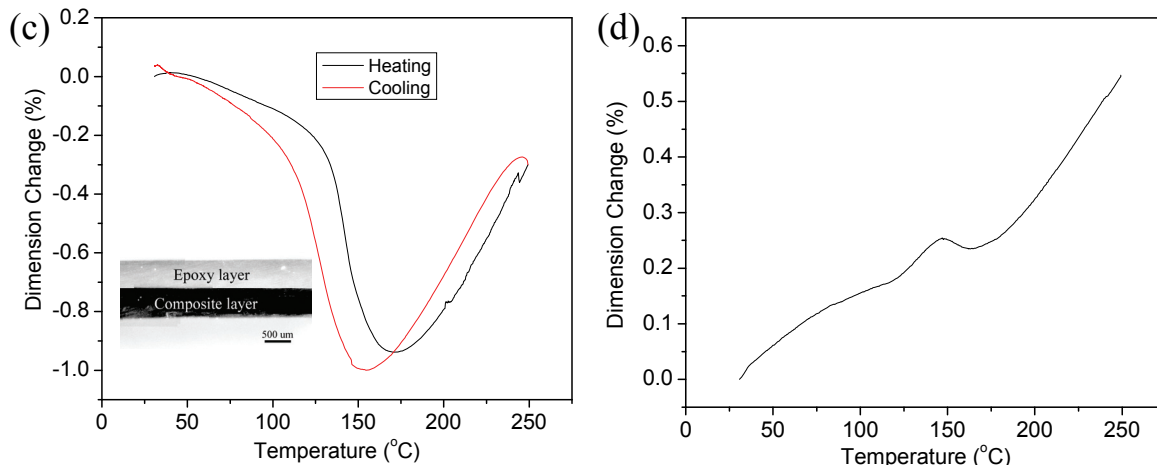 (c)
0.2
0.0
-0.2
-0.4
-0.6
-0.8
-1.0
Dimension Change (%)
Heating
Cooling
Epoxy layer
Composite layer
500 um
0 50 100 150 200 250
Temperature (°C)
(d)
0.6
0.5
0.4
0.3
0.2
0.1
0.0
Dimension Change (%)
0 50 100 150 200 250
Temperature (°C)